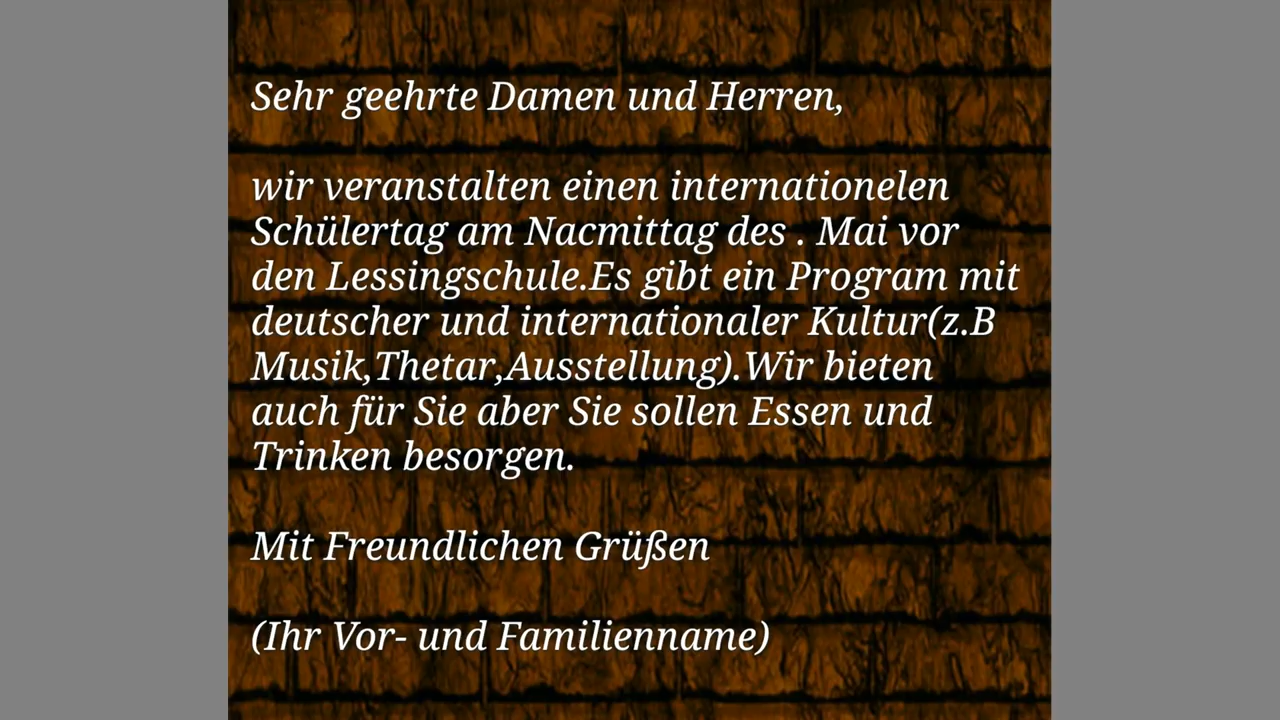 Sehr geehrte Damen und Herren,
wir veranstalten einen internationelen
Schülertag am Nacmittag des . Mai vor
den Lessingschule.Es gibt ein Program mit
deutscher und internationaler Kultur(z.B
Musik,Thetar,Ausstellung).Wir bieten
auch für Sie aber Sie sollen Essen und
Trinken besorgen.
Mit Freundlichen Grüßen
(Ihr Vor- und Familienname)